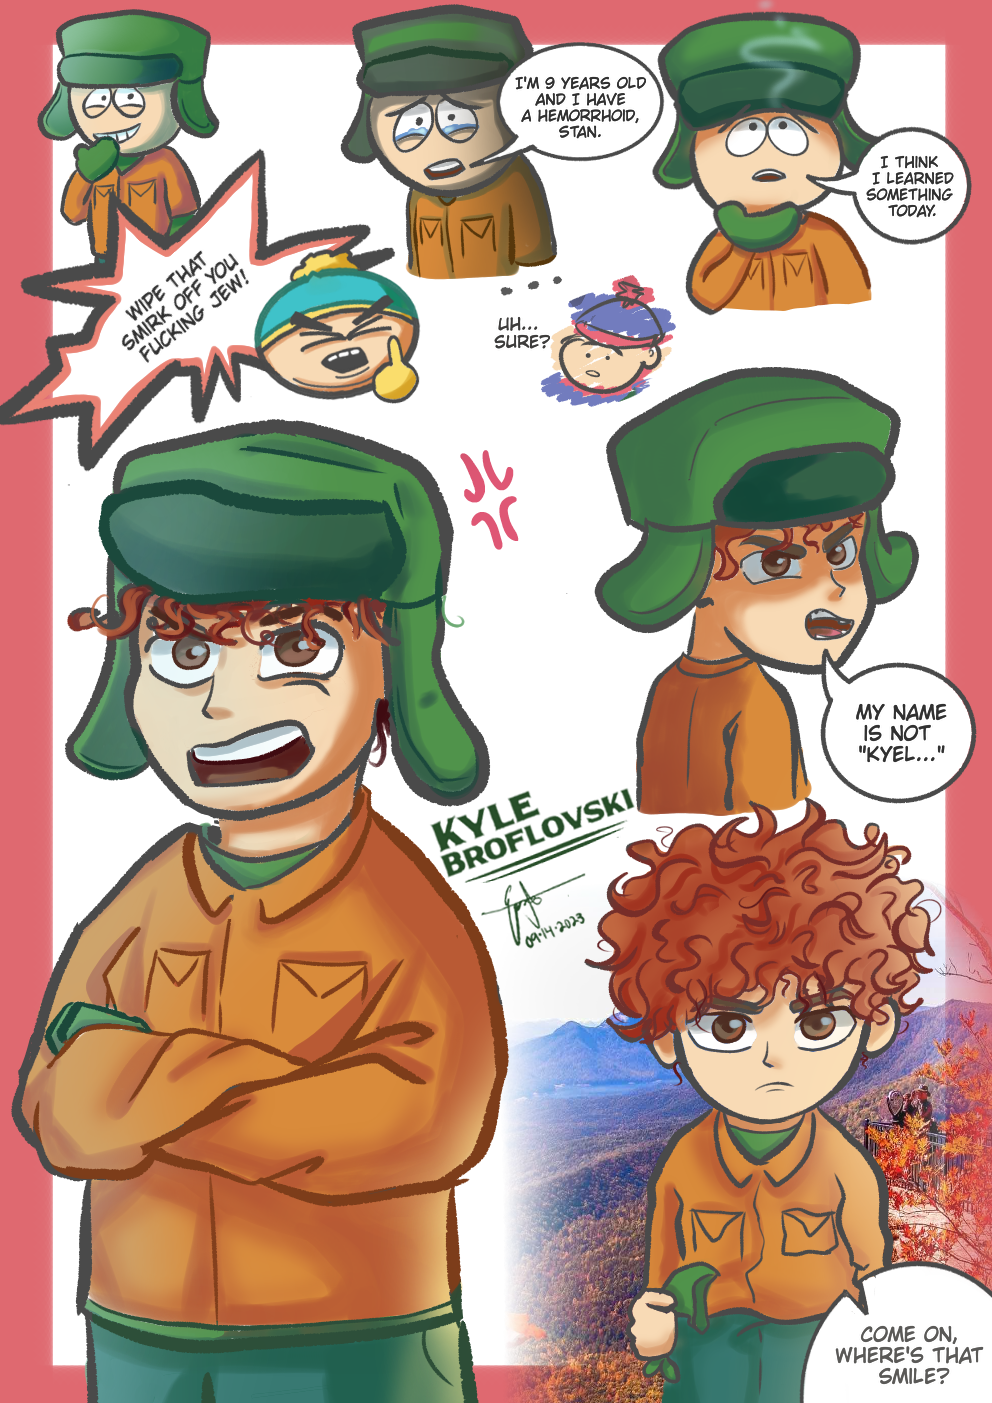 I'M 9 YEARS OLD
AND I HAVE
A HEMORRHOID,
STAN.
I THINK
I LEARNED
SOMETHING
TODAY.
WIPE THAT
SMIRK OFF YOU
FUCKING JEW!
...
UH...
SURE?
MY NAME
IS NOT
"KYEL..."
KYLE
BROFLOVSKI
09-14-2023
COME ON,
WHERE'S THAT
SMILE?